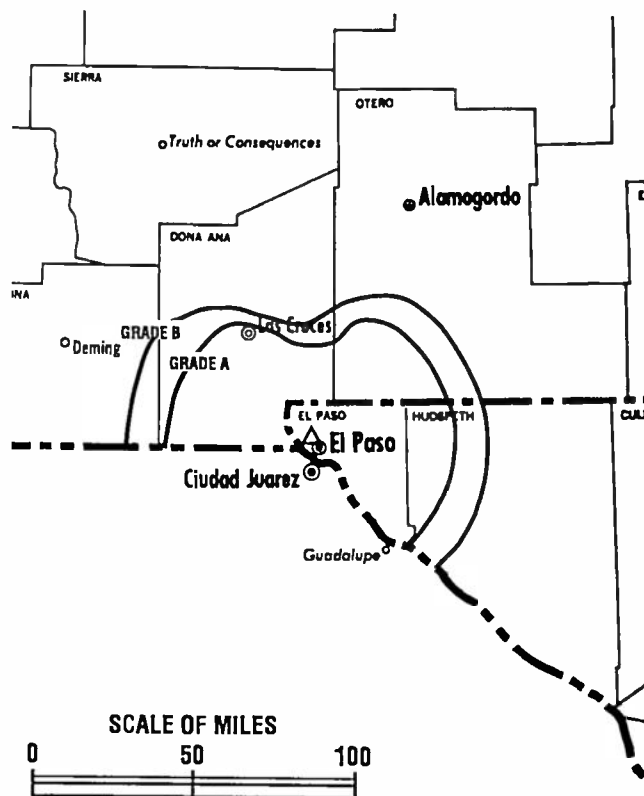 SIERRA
OTERO
Truth or Consequences
Alamogordo
DONA ANA
GRADE B
Las Cruces
Deming
GRADE A
EL PASO
HUDSPETH
El Paso
Ciudad Juarez
Guadalupe
SCALE OF MILES
0 50 100